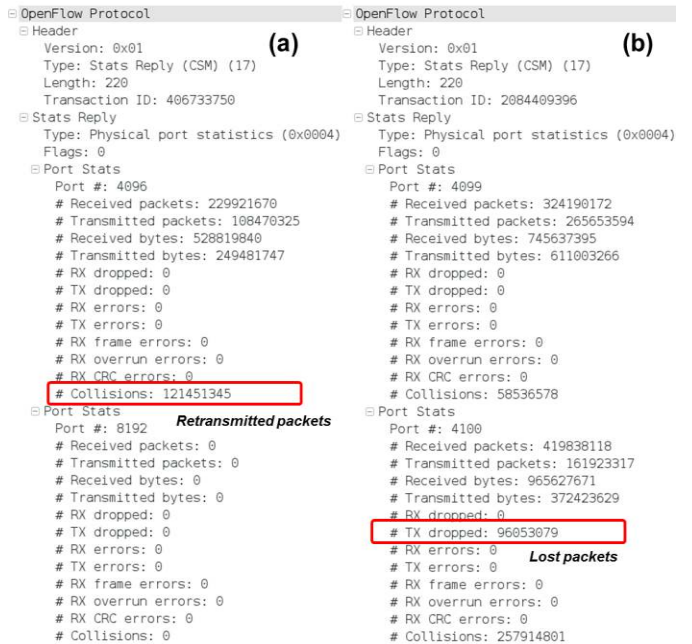 OpenFlow Protocol
Header
(a)
Version: 0x01
Type: Stats Reply (CSM) (17)
Length: 220
Transaction ID: 406733750
Stats Reply
Type: Physical port statistics (0x0004)
Flags: 0
Port Stats
Port #: 4096
# Received packets: 229921670
# Transmitted packets: 108470325
# Received bytes: 528819840
# Transmitted bytes: 249481747
# RX dropped: 0
# TX dropped: 0
# RX errors: 0
# TX errors: 0
# RX frame errors: 0
# RX overrun errors: 0
# RX CRC errors: 0
# Collisions: 121451345
Port Stats
Retransmitted packets
Port #: 8192
# Received packets: 0
# Transmitted packets: 0
# Received bytes: 0
# Transmitted bytes: 0
# RX dropped: 0
# TX dropped: 0
# RX errors: 0
# TX errors: 0
# RX frame errors: 0
# RX overrun errors: 0
# RX CRC errors: 0
# Collisions: 0
OpenFlow Protocol
Header
(b)
Version: 0x01
Type: Stats Reply (CSM) (17)
Length: 220
Transaction ID: 2084409396
Stats Reply
Type: Physical port statistics (0x0004)
Flags: 0
Port Stats
Port #: 4099
# Received packets: 324190172
# Transmitted packets: 265653594
# Received bytes: 745637395
# Transmitted bytes: 611003266
# RX dropped: 0
# TX dropped: 0
# RX errors: 0
# TX errors: 0
# RX frame errors: 0
# RX overrun errors: 0
# RX CRC errors: 0
# Collisions: 58536578
Port Stats
Port #: 4100
# Received packets: 419838118
# Transmitted packets: 161923317
# Received bytes: 965627671
# Transmitted bytes: 372423629
# RX dropped: 0
# TX dropped: 96053079
# RX errors: 0
Lost packets
# TX errors: 0
# RX frame errors: 0
# RX overrun errors: 0
# RX CRC errors: 0
# Collisions: 257914801